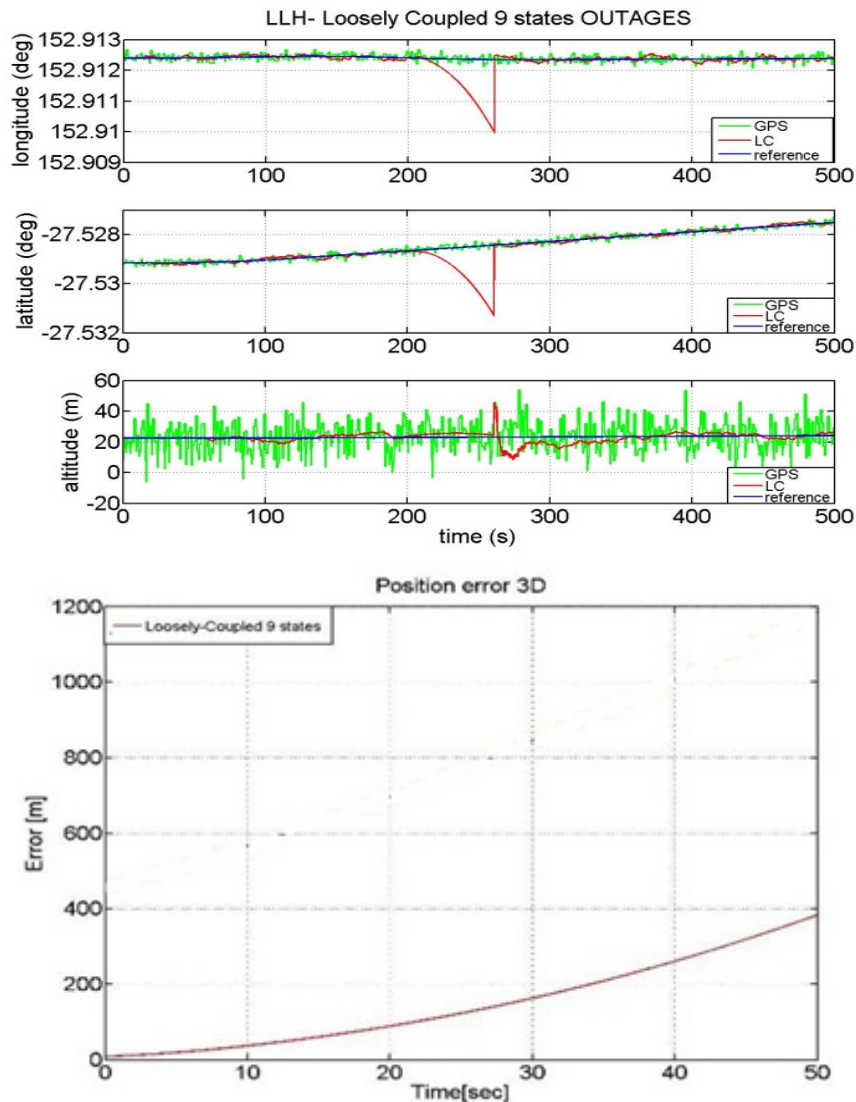 LLH- Loosely Coupled 9 states OUTAGES
longitude (deg)
152.913
152.912
152.911
152.91
152.909
0 100 200 300 400 500
GPS
LC
reference
latitude (deg)
-27.528
-27.53
-27.532
0 100 200 300 400 500
GPS
LC
reference
altitude (m)
60
40
20
0
-20
0 100 200 300 400 500
GPS
LC
reference
time (s)
Position error 3D
Error [m]
1200
1000
800
600
400
200
0
Loosely-Coupled 9 states
0 10 20 30 40 50
Time[sec]